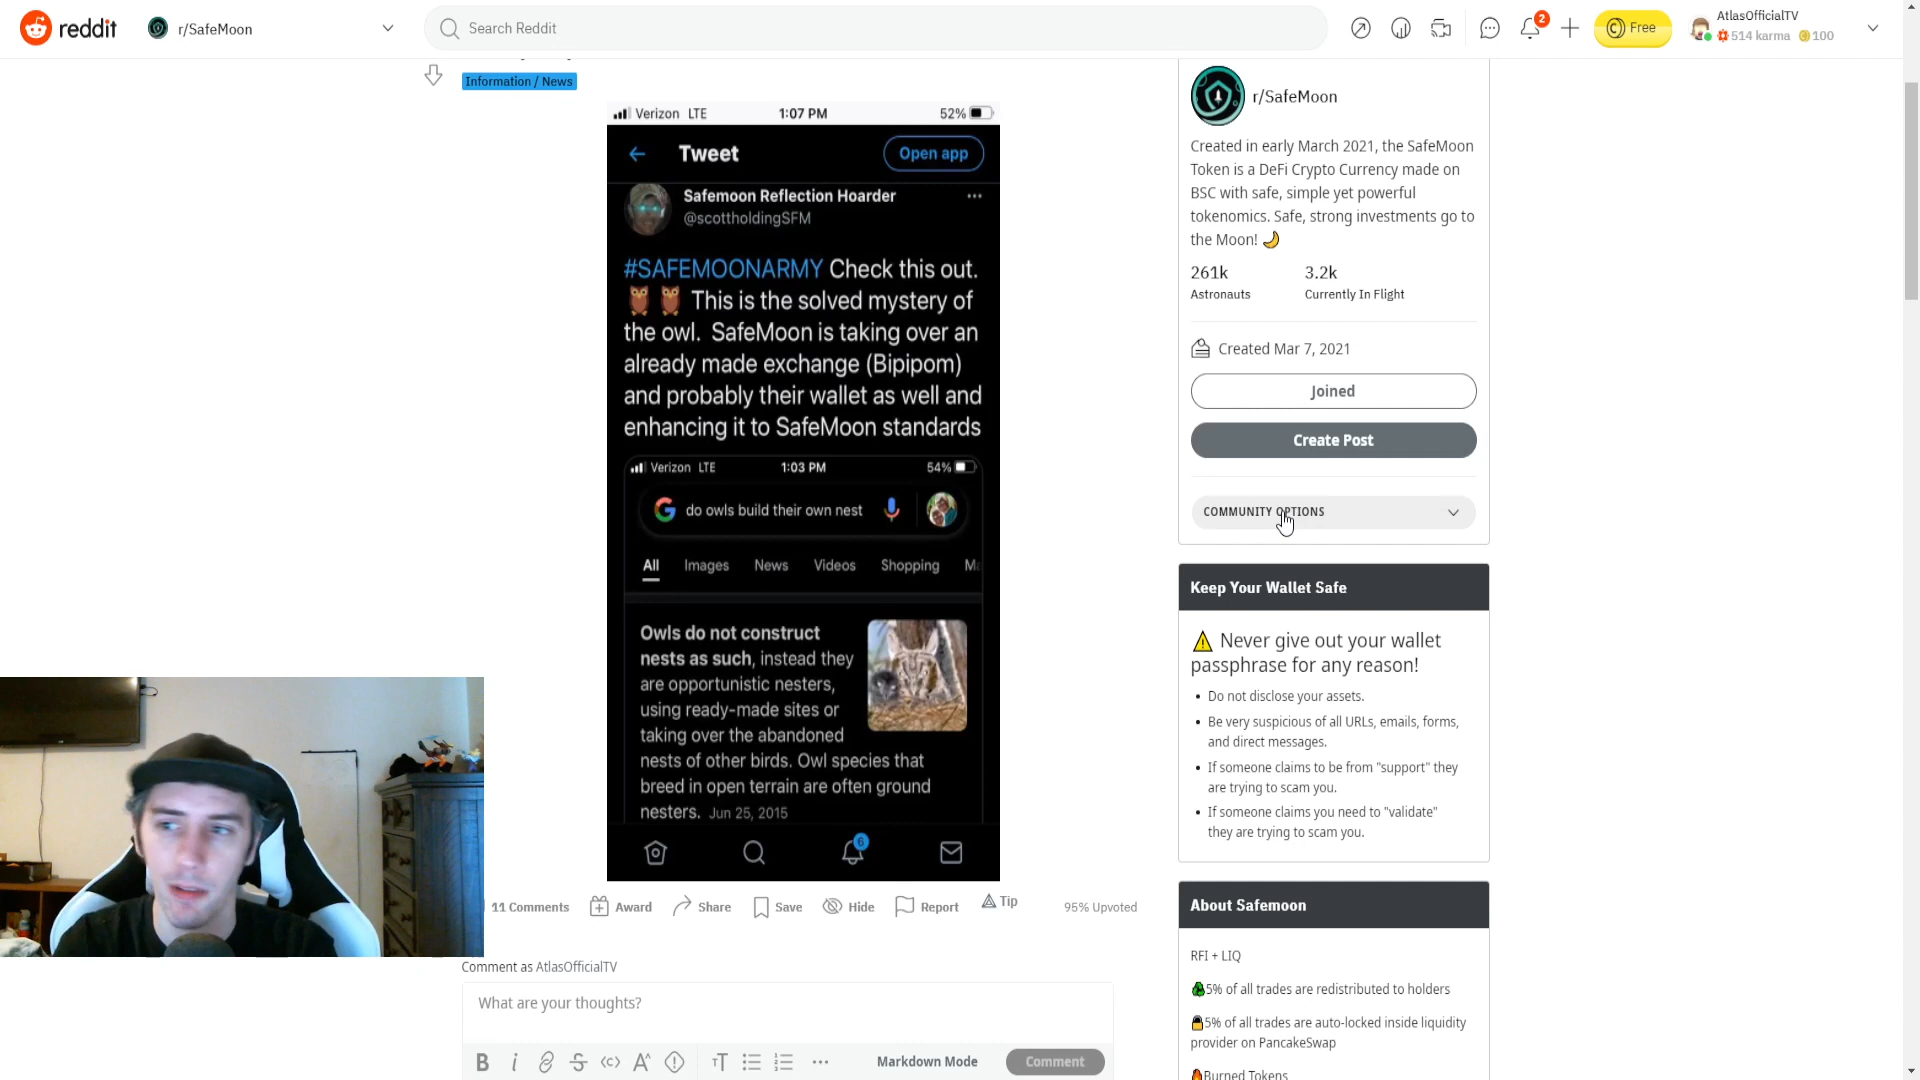 reddit
r/SafeMoon
Search Reddit
2
Free
AtlasOfficialTV
514 karma 100
Information / News
Verizon LTE 1:07 PM 52%
Tweet
Open app
Safemoon Reflection Hoarder
@scottholdingSFM
#SAFEMOONARMY Check this out.
🦉🦉 This is the solved mystery of
the owl. SafeMoon is taking over an
already made exchange (Bipipom)
and probably their wallet as well and
enhancing it to SafeMoon standards
Verizon LTE 1:03 PM 54%
do owls build their own nest
All Images News Videos Shopping
Owls do not construct
nests as such, instead they
are opportunistic nesters,
using ready-made sites or
taking over the abandoned
nests of other birds. Owl species that
breed in open terrain are often ground
nesters. Jun 25, 2015
6
11 Comments Award Share Save Hide Report Tip 95% Upvoted
Comment as AtlasOfficialTV
What are your thoughts?
Markdown Mode
Comment
r/SafeMoon
Created in early March 2021, the SafeMoon
Token is a DeFi Crypto Currency made on
BSC with safe, simple yet powerful
tokenomics. Safe, strong investments go to
the Moon! 🌙
261k 3.2k
Astronauts Currently In Flight
Created Mar 7, 2021
Joined
Create Post
COMMUNITY OPTIONS
Keep Your Wallet Safe
⚠ Never give out your wallet
passphrase for any reason!
• Do not disclose your assets.
• Be very suspicious of all URLs, emails, forms,
and direct messages.
• If someone claims to be from "support" they
are trying to scam you.
• If someone claims you need to "validate"
they are trying to scam you.
About Safemoon
RFI + LIQ
5% of all trades are redistributed to holders
🔒5% of all trades are auto-locked inside liquidity
provider on PancakeSwap
🔥Burned Tokens